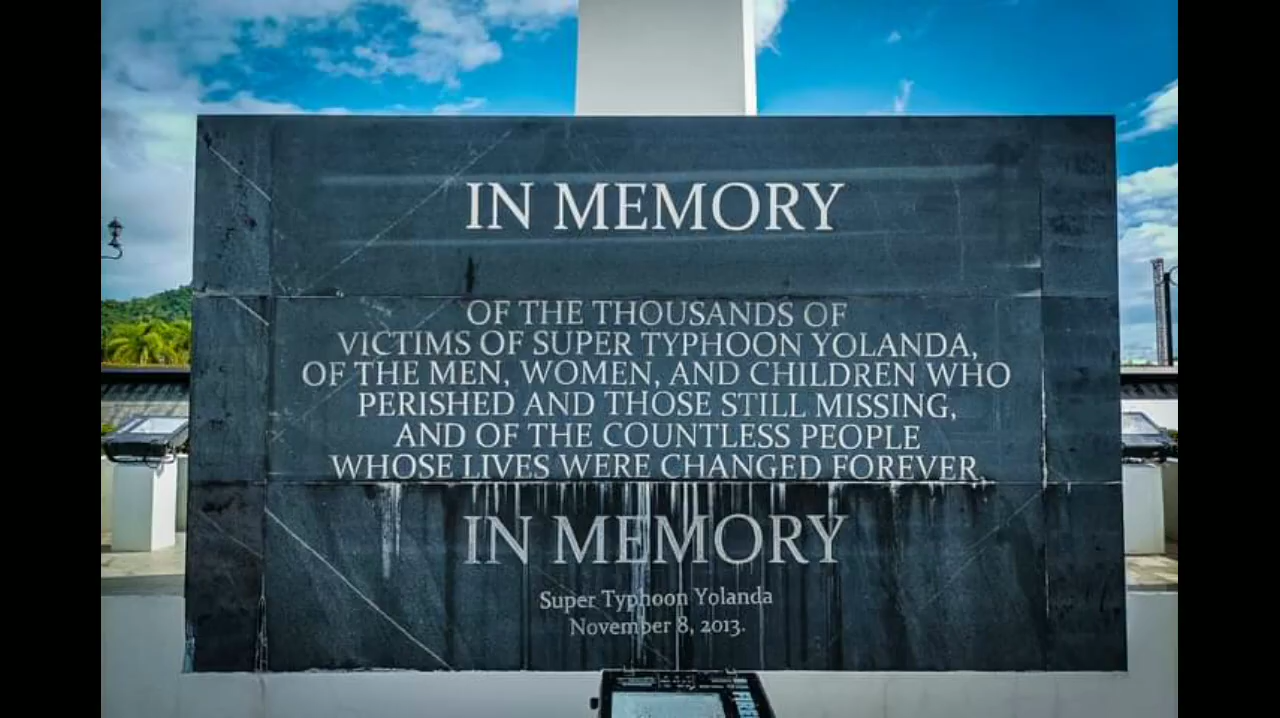 IN MEMORY
OF THE THOUSANDS OF
VICTIMS OF SUPER TYPHOON YOLANDA,
OF THE MEN, WOMEN, AND CHILDREN WHO
PERISHED AND THOSE STILL MISSING,
AND OF THE COUNTLESS PEOPLE
WHOSE LIVES WERE CHANGED FOREVER.
IN MEMORY
Super Typhoon Yolanda
November 8, 2013.